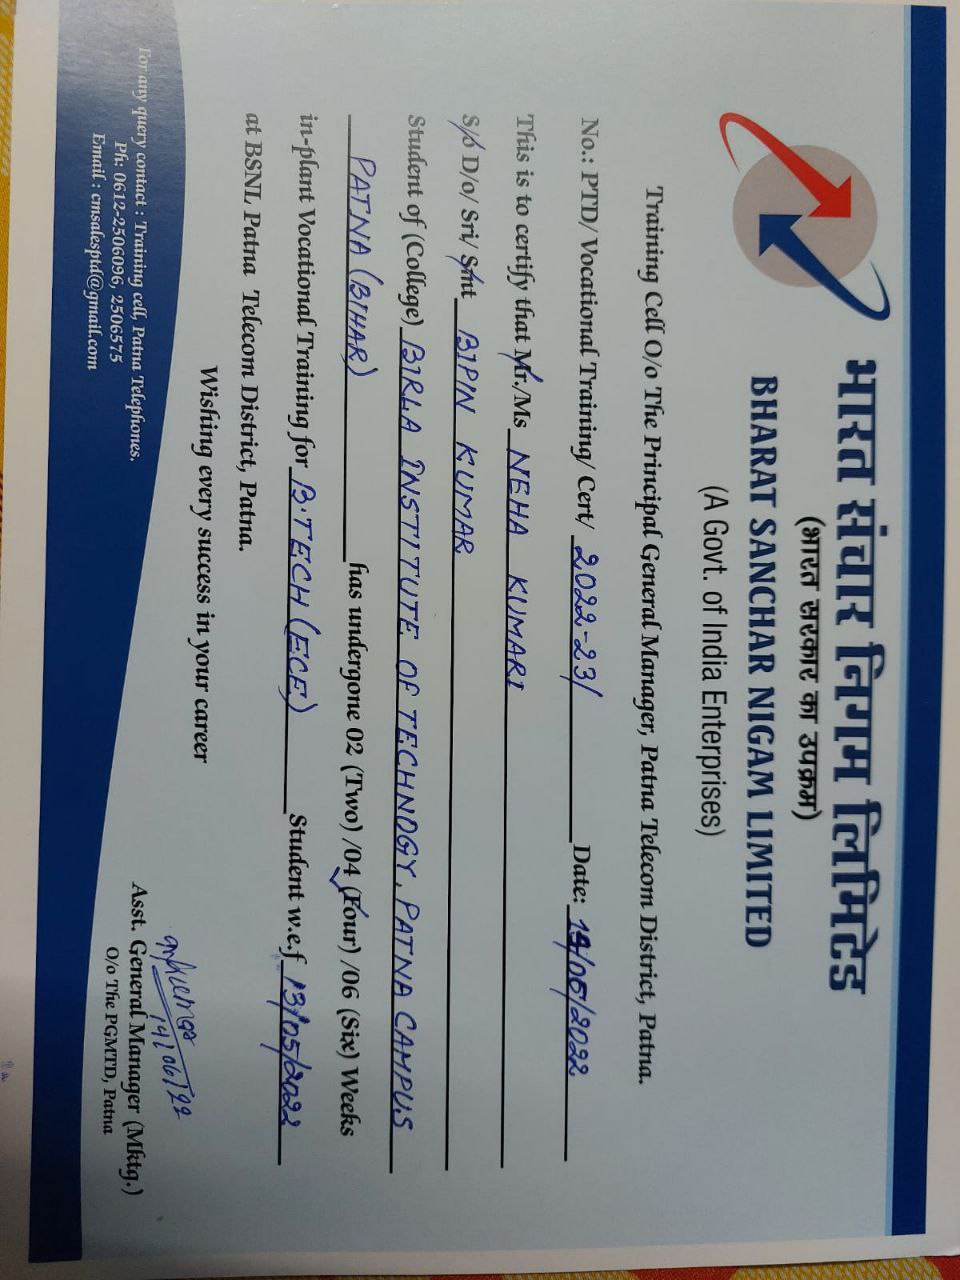 भारत संचार निगम लिमिटेड
(भारत सरकार का उपक्रम)
BHARAT SANCHAR NIGAM LIMITED
(A Govt. of India Enterprises)
Training Cell O/o The Principal General Manager, Patna Telecom District, Patna.
No.: PTD/ Vocational Training/ Cert/ 2022-23/ Date: 15/06/2022
This is to certify that Mr./Ms NEHA KUMARI
S/o D/o/ Sri/ Smt BIPIN KUMAR
Student of (College) BIRLA INSTITUTE OF TECHNOGY, PATNA CAMPUS
PATNA (BIHAR) has undergone 02 (Two) /04 (Four) /06 (Six) Weeks
in-plant Vocational Training for B.TECH (ECE) Student w.e.f 13/05/2022
at BSNL Patna Telecom District, Patna.
Wishing every success in your career
14/06/22
Asst. General Manager (Mktg.)
O/o The PGMTD, Patna
For any query contact : Training cell, Patna Telephones.
Ph: 0612-2506096, 2506575
Email : cmsalesptd@gmail.com